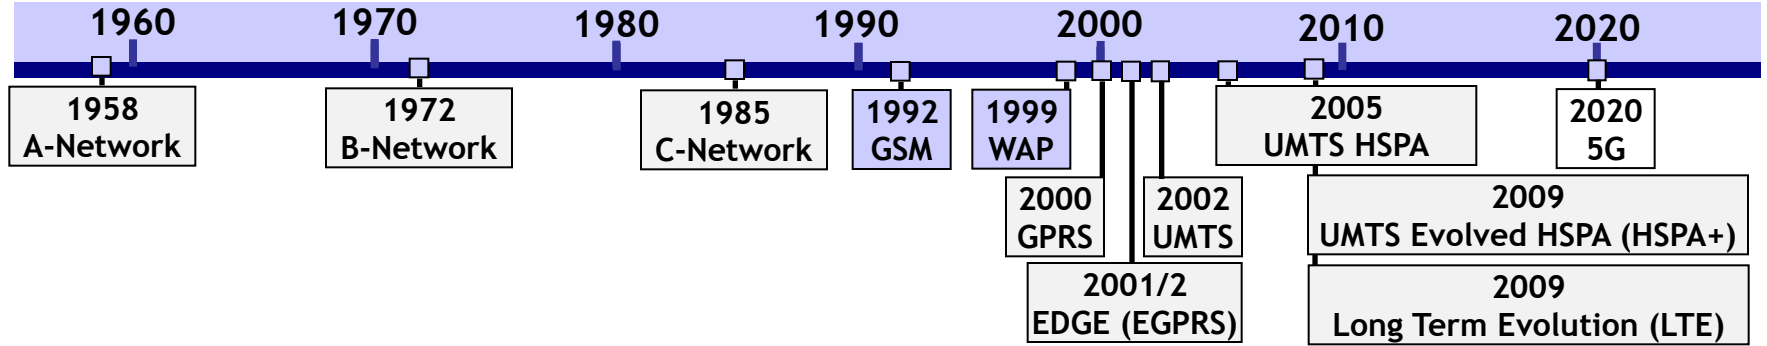 1960 1970 1980 1990 2000 2010 2020
1958
A-Network
1972
B-Network
1985
C-Network
1992
GSM
1999
WAP
2005
UMTS HSPA
2020
5G
2000
GPRS
2002
UMTS
2009
UMTS Evolved HSPA (HSPA+)
2001/2
EDGE (EGPRS)
2009
Long Term Evolution (LTE)